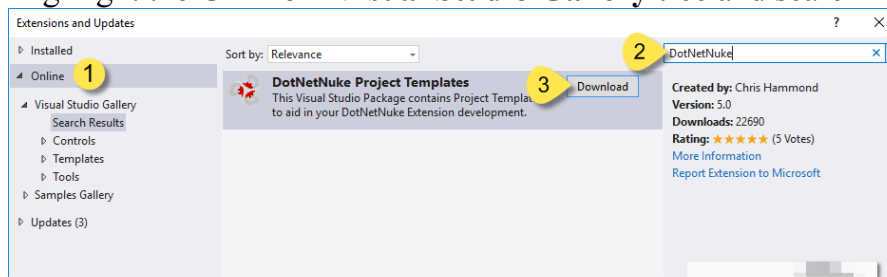 Extensions and Updates
?
Installed
Online
1
Visual Studio Gallery
Search Results
Controls
Templates
Tools
Samples Gallery
Updates (3)
Sort by: Relevance
2
DotNetNuke
DotNetNuke Project Templates
This Visual Studio Package contains Project
to aid in your DotNetNuke Extension development.
3
Download
Created by: Chris Hammond
Version: 5.0
Downloads: 22690
Rating: ★★★★★ (5 Votes)
More Information
Report Extension to Microsoft